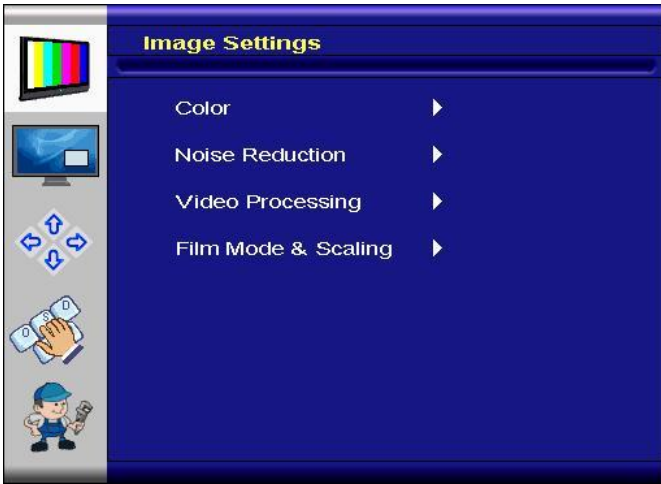 Image Settings
Color
Noise Reduction
Video Processing
Film Mode & Scaling
O S D